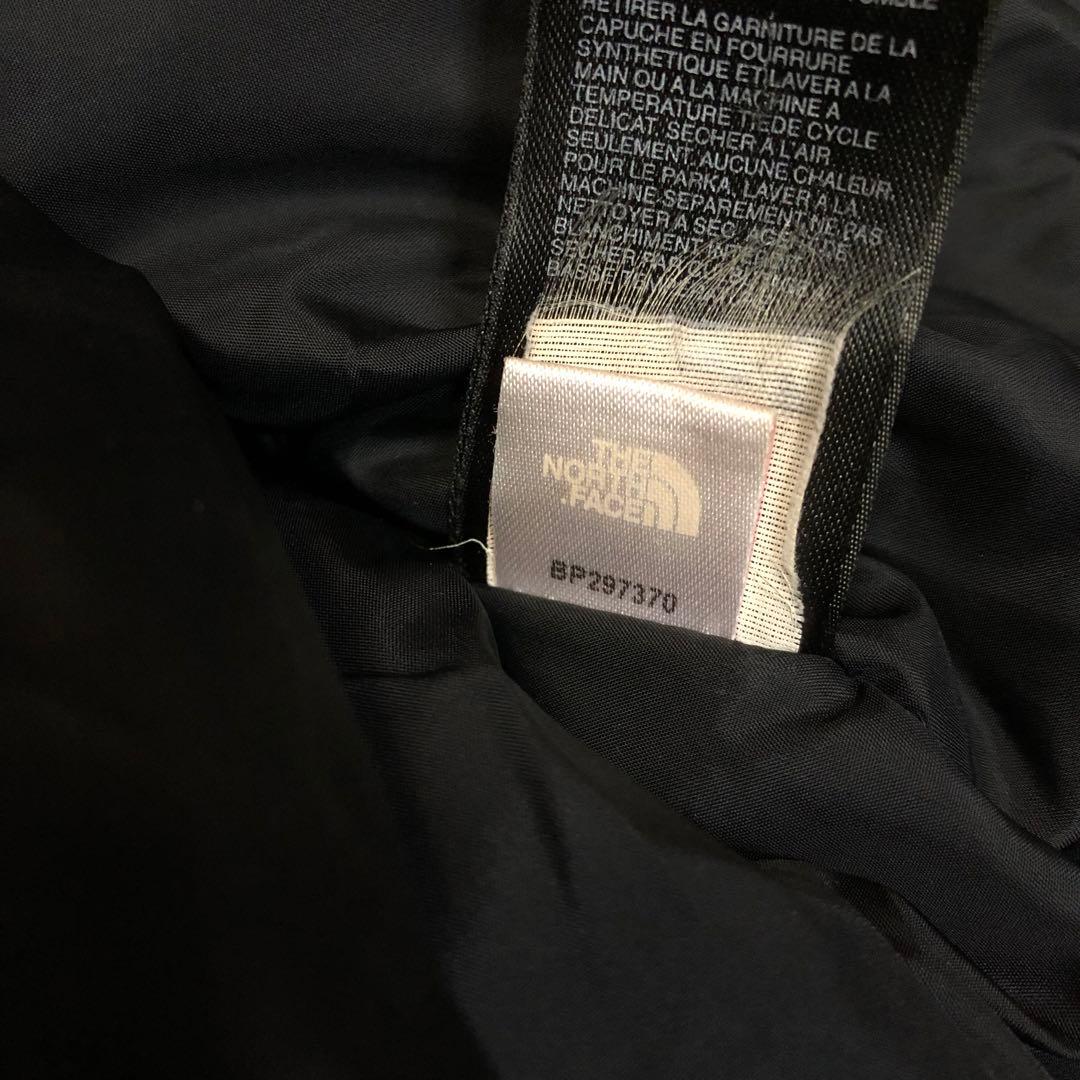 RETIRER LA GARNITURE DE LA
CAPUCHE EN FOURRURE
SYNTHETIQUE ET LAVER A LA
MAIN OU A LA MACHINE A
TEMPERATURE TIEDE CYCLE
DELICAT, SECHER A L'AIR
SEULEMENT, AUCUNE CHALEUR.
POUR LE PARKA, LAVER A LA
MACHINE SEPAREMENT NE PAS
NETTOYER A SEC
BLANCHIMENT
SECHER PAR
THE
NORTH
FACE
BP297370